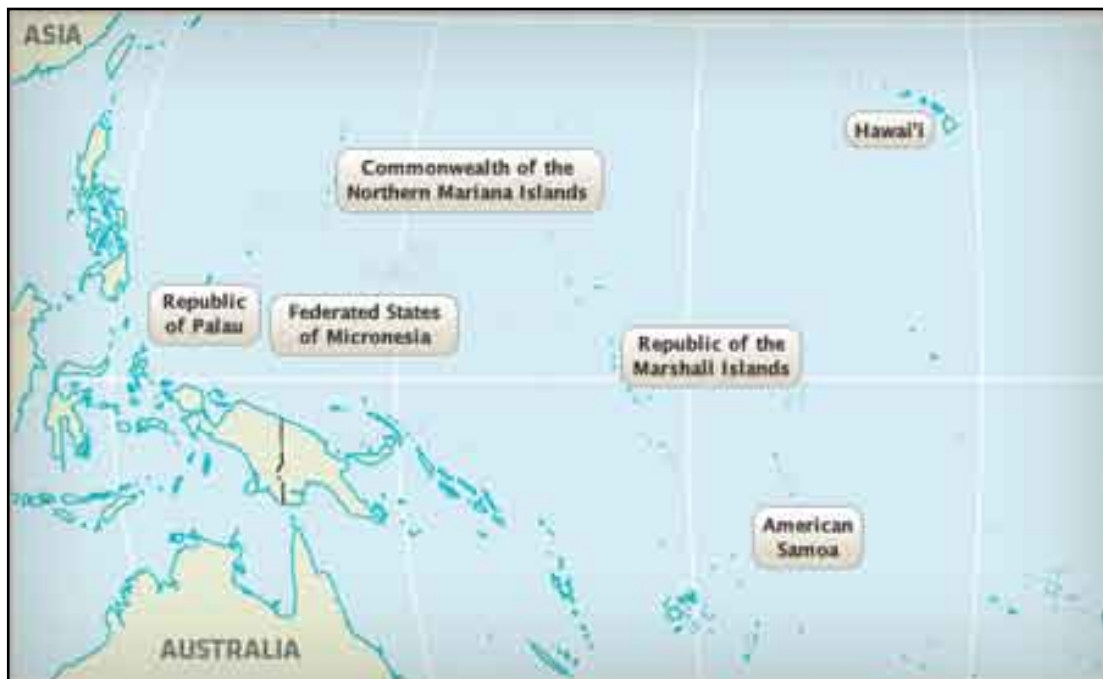 ASIA
Hawai'i
Commonwealth of the
Northern Mariana Islands
Republic
of Palau
Federated States
of Micronesia
Republic of the
Marshall Islands
American
Samoa
AUSTRALIA